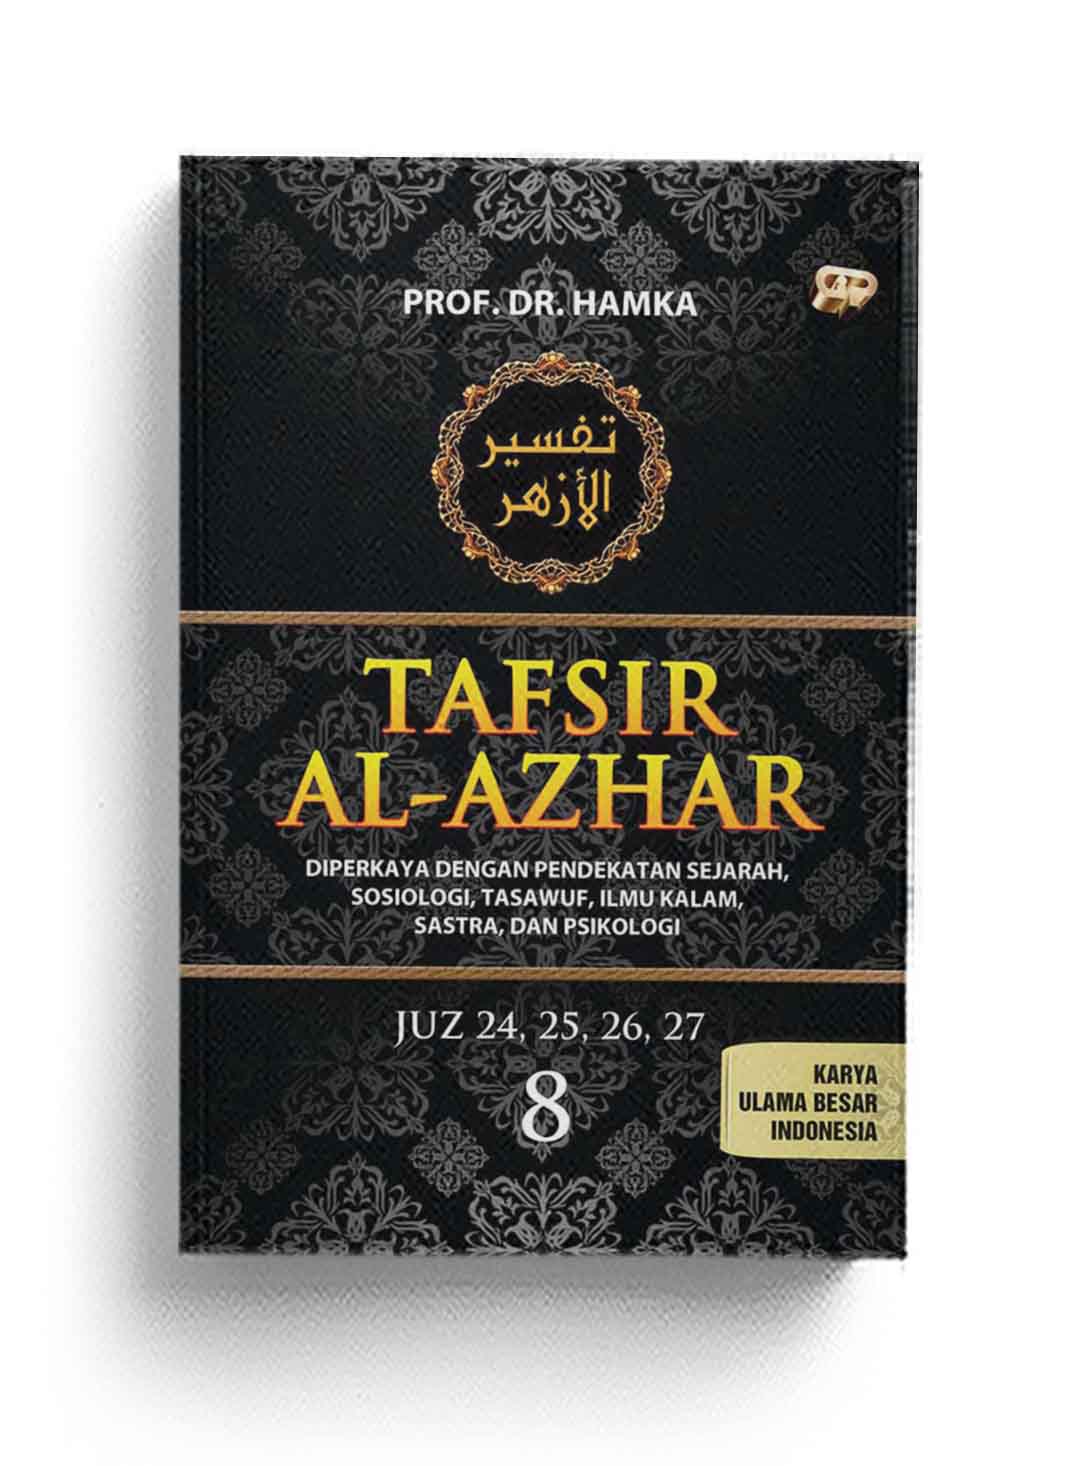 PROF. DR. HAMKA
تفسير
الأزهر
TAFSIR
AL-AZHAR
DIPERKAYA DENGAN PENDEKATAN SEJARAH,
SOSIOLOGI, TASAWUF, ILMU KALAM,
SASTRA, DAN PSIKOLOGI
JUZ 24, 25, 26, 27
8
KARYA
ULAMA BESAR
INDONESIA